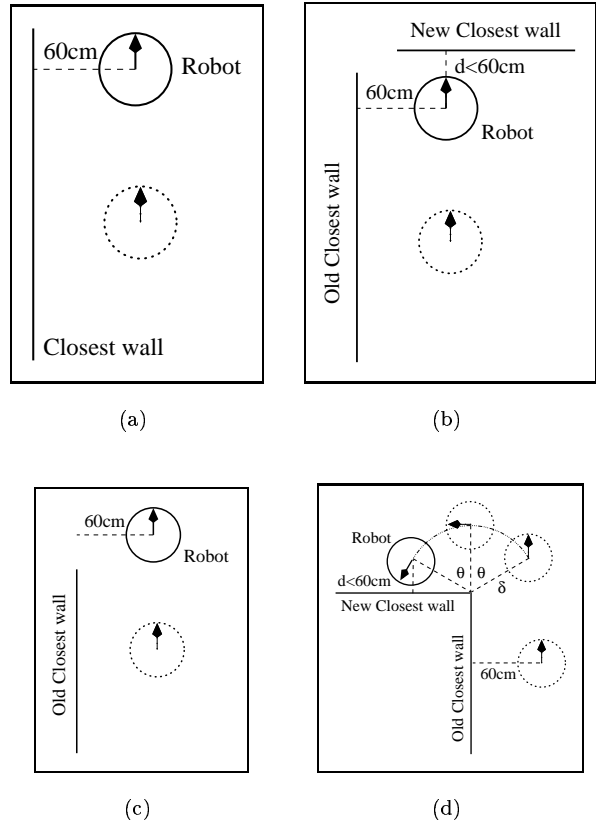 60cm
Robot
Closest wall
(a)
New Closest wall
d<60cm
60cm
Robot
Old Closest wall
(b)
60cm
Robot
Old Closest wall
(c)
Robot
θ θ
δ
d<60cm
New Closest wall
Old Closest wall
60cm
(d)